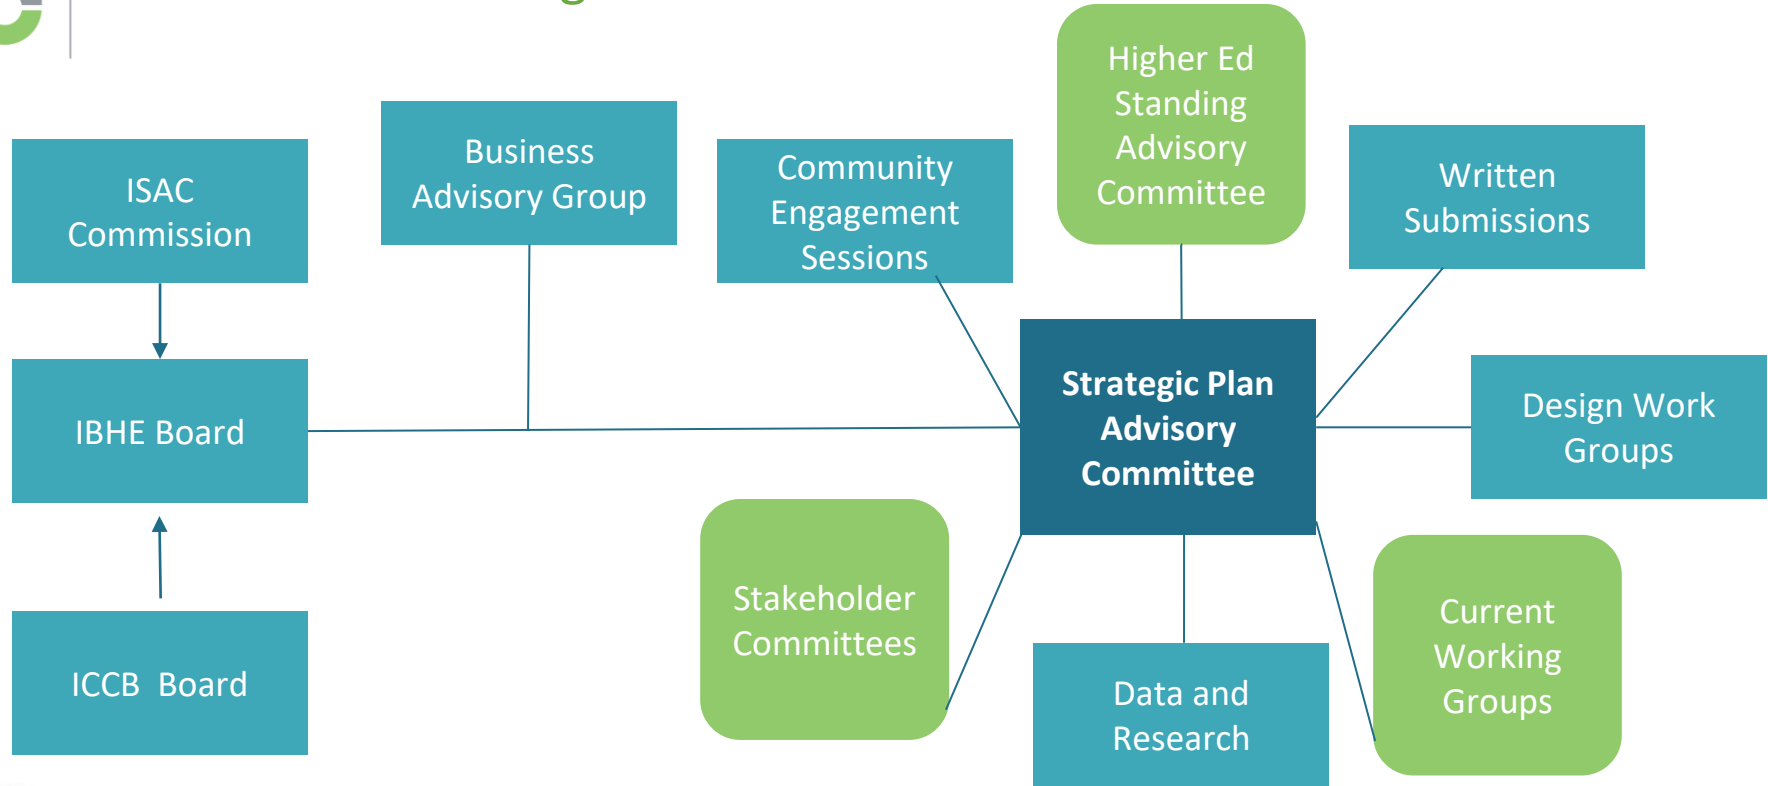 Higher Ed
Standing
Advisory
Committee
Business
Advisory Group
Community
Engagement
Sessions
Written
Submissions
ISAC
Commission
IBHE Board
Strategic Plan
Advisory
Committee
Design Work
Groups
Stakeholder
Committees
Current
Working
Groups
ICCB  Board
Data and
Research